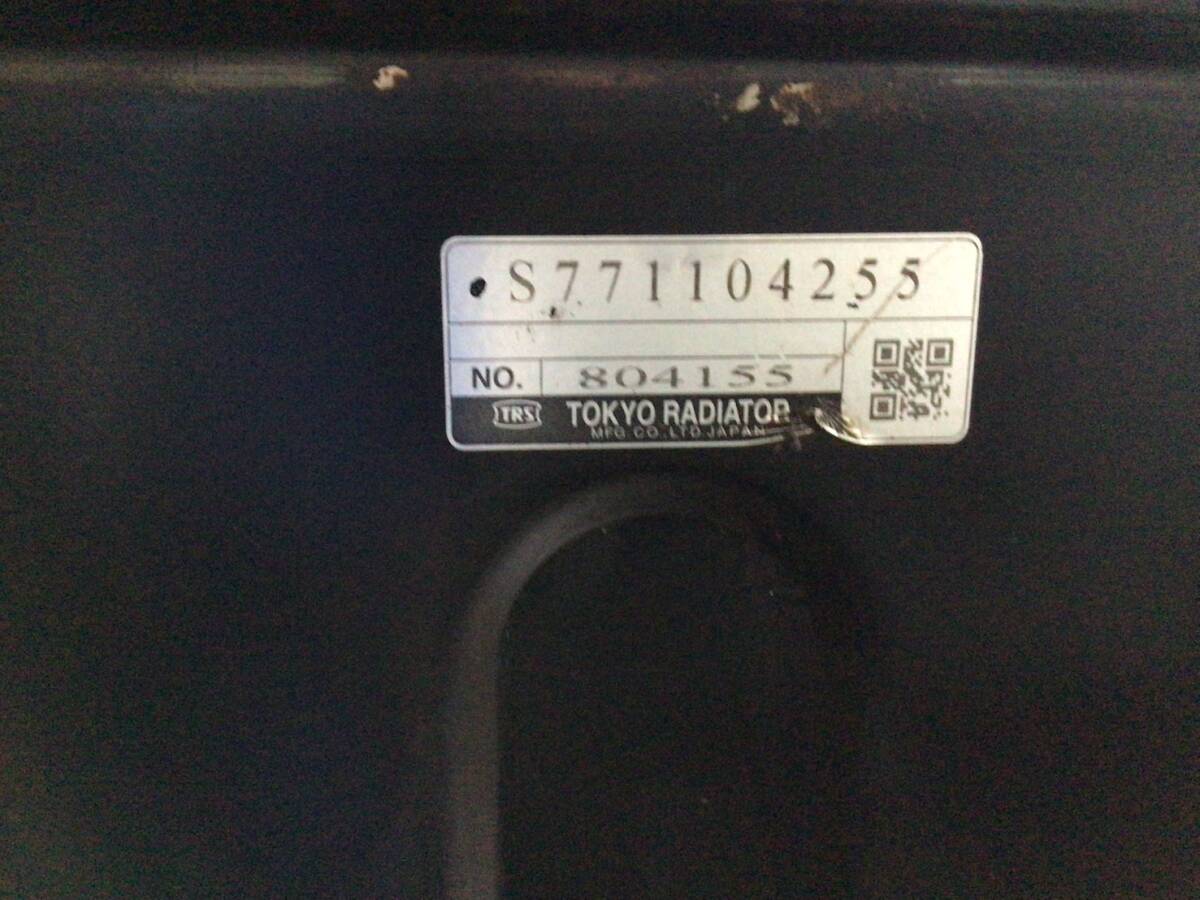 S771104255
NO. 804155
TRS TOKYO RADIATOR
MFG.CO.,LTD.JAPAN